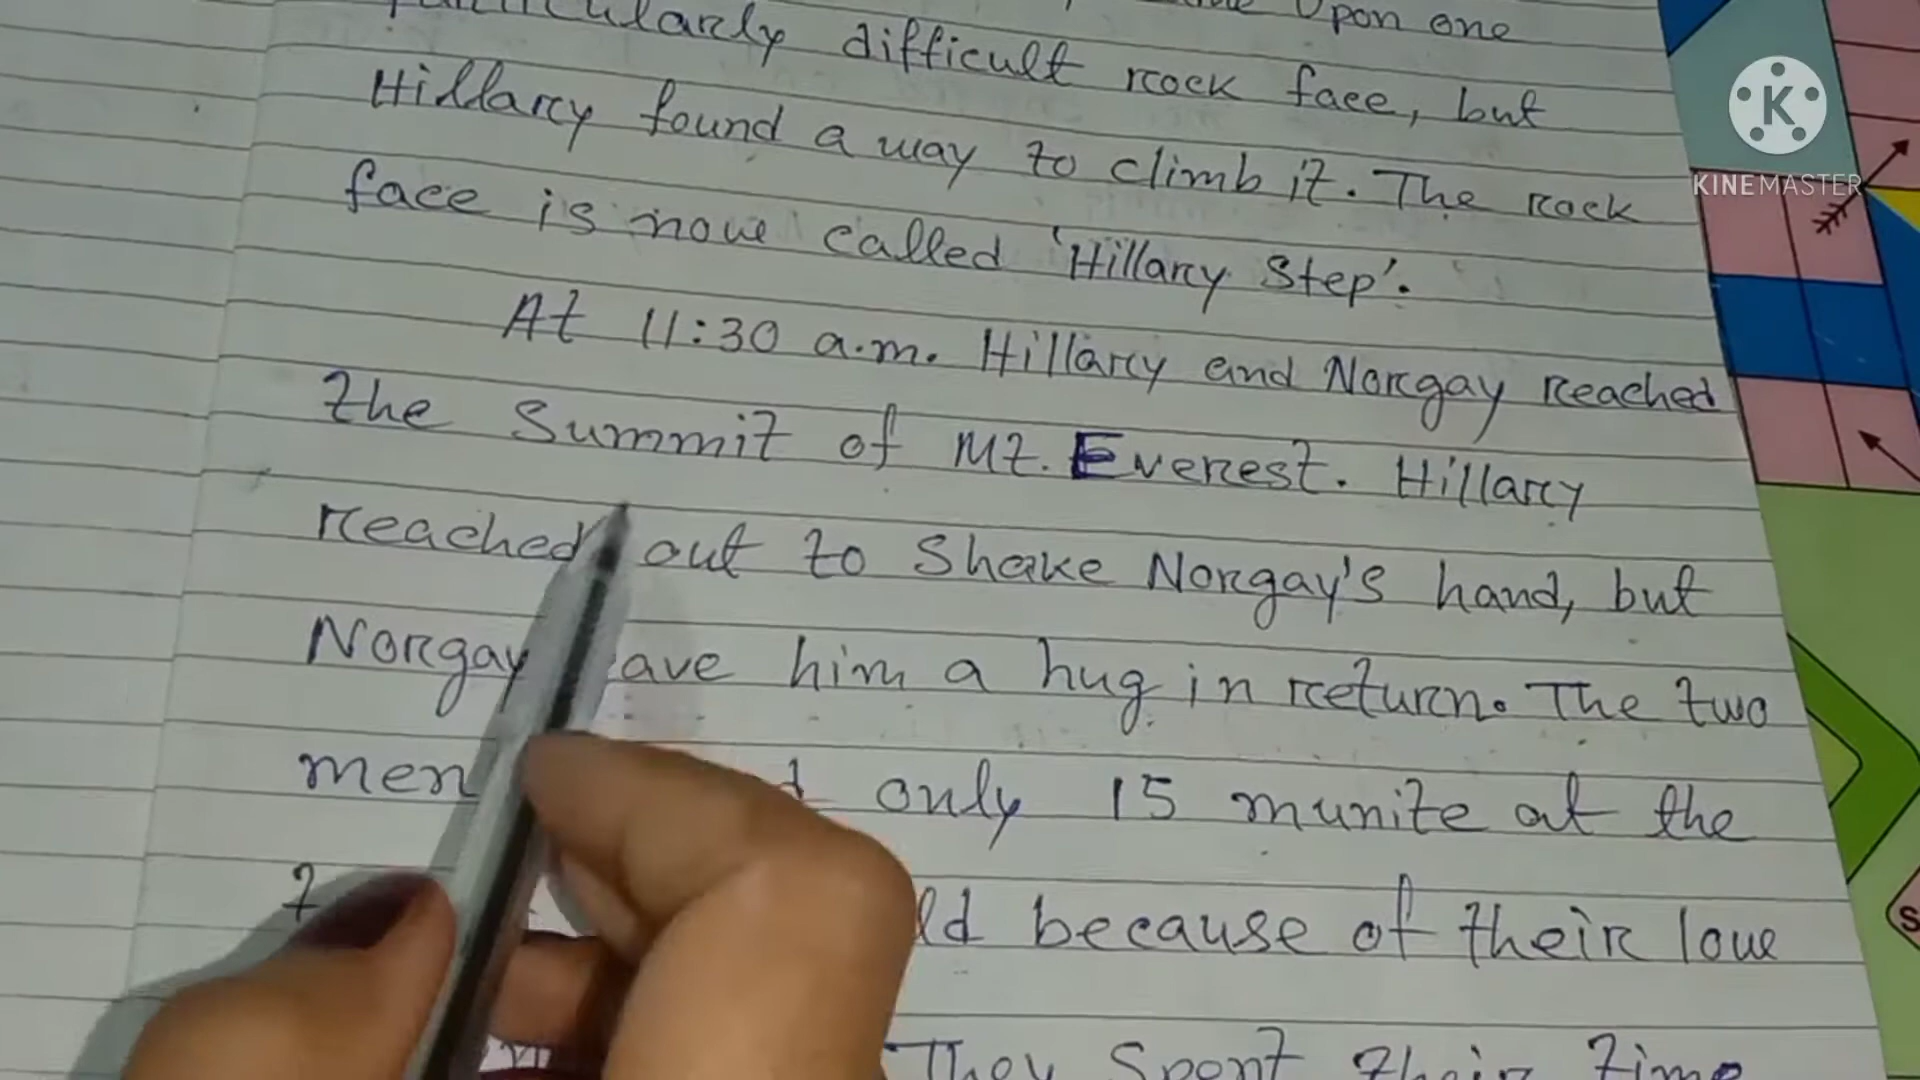 Upon one
particularly difficult rock face, but
Hillary found a way to climb it. The rock
face is now called 'Hillary Step'.
At 11:30 a.m. Hillary and Norgay reached
the Summit of Mt. Everest. Hillary
reached out to Shake Norgay's hand, but
Norgay him a hug in return. The two
men only 15 munite at the
because of their low
They Spent their time
K
KINEMASTER
S